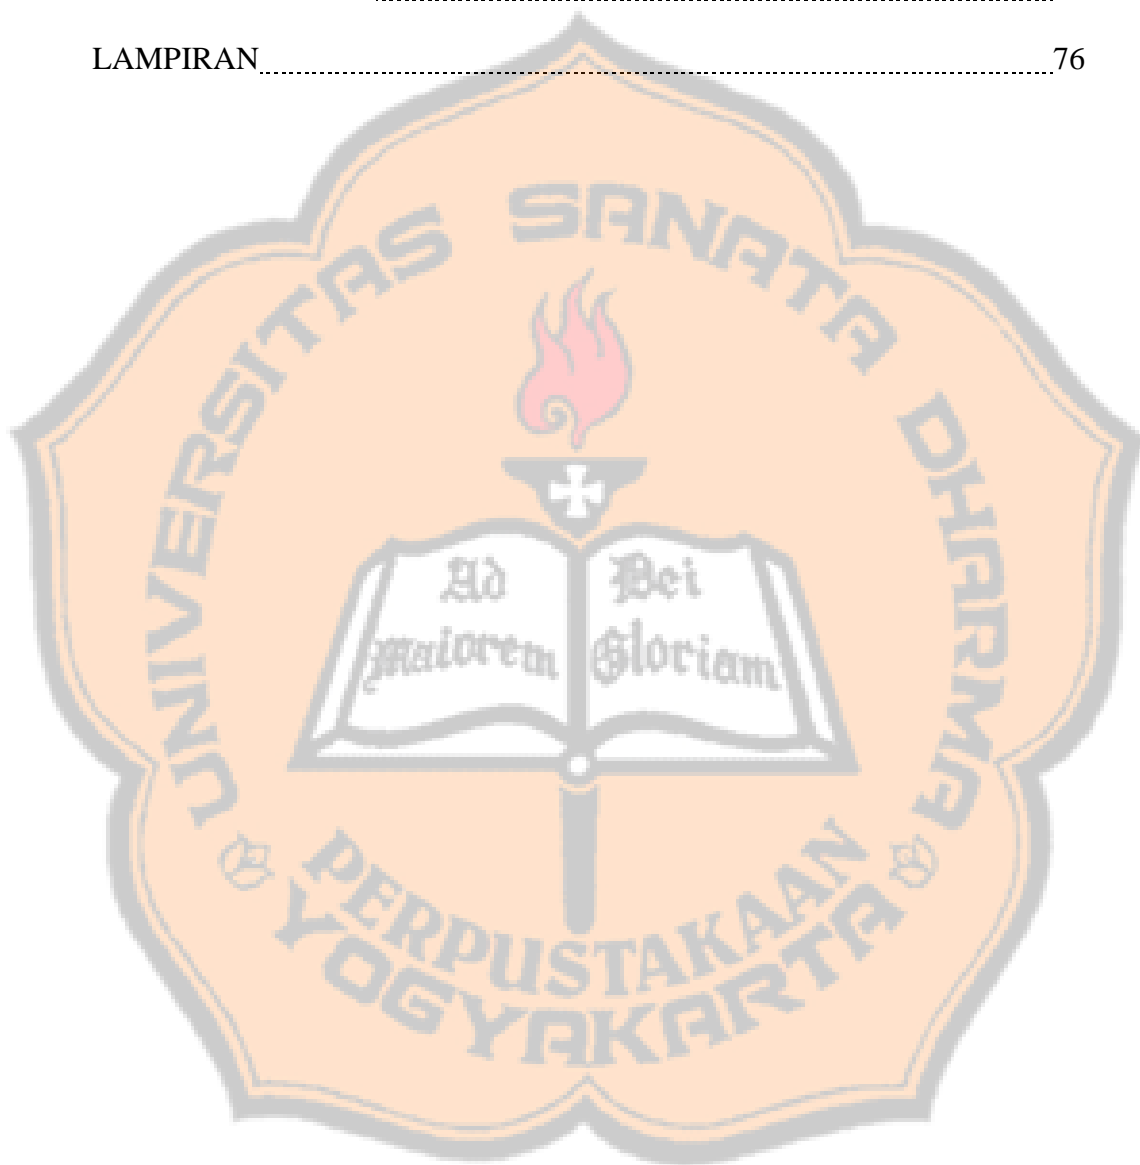 LAMPIRAN 76
UNIVERSITAS SANATA DHARMA
Ad Dei
Maiorem Gloriam
PERPUSTAKAAN
YOGYAKARTA